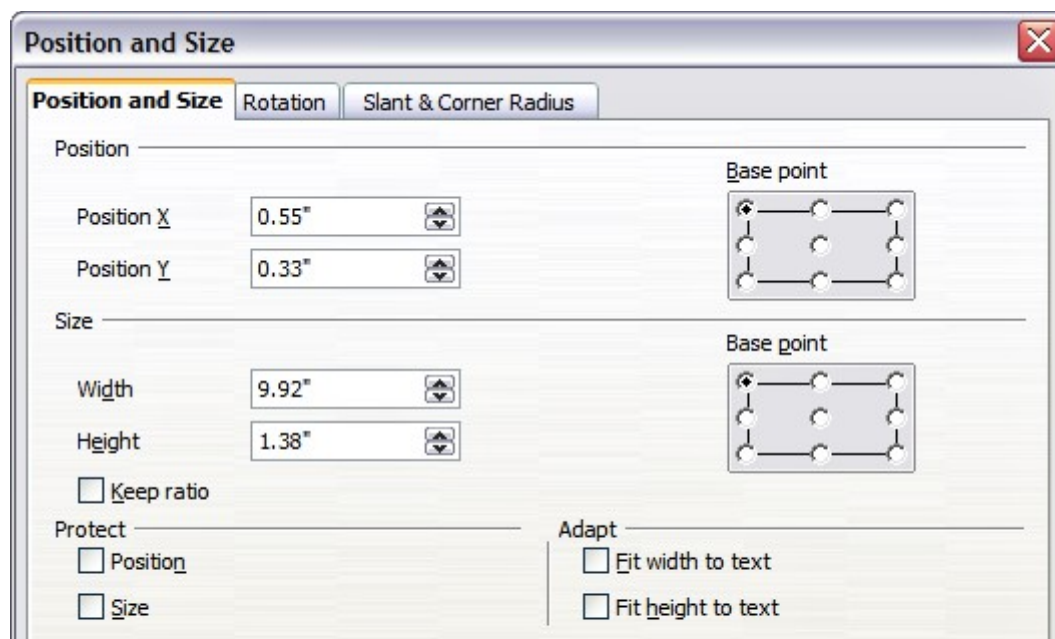 Position and Size
Position and Size Rotation Slant & Corner Radius
Position
Base point
Position X 0.55"
Position Y 0.33"
Size
Base point
Width 9.92"
Height 1.38"
Keep ratio
Protect Adapt
Position Fit width to text
Size Fit height to text